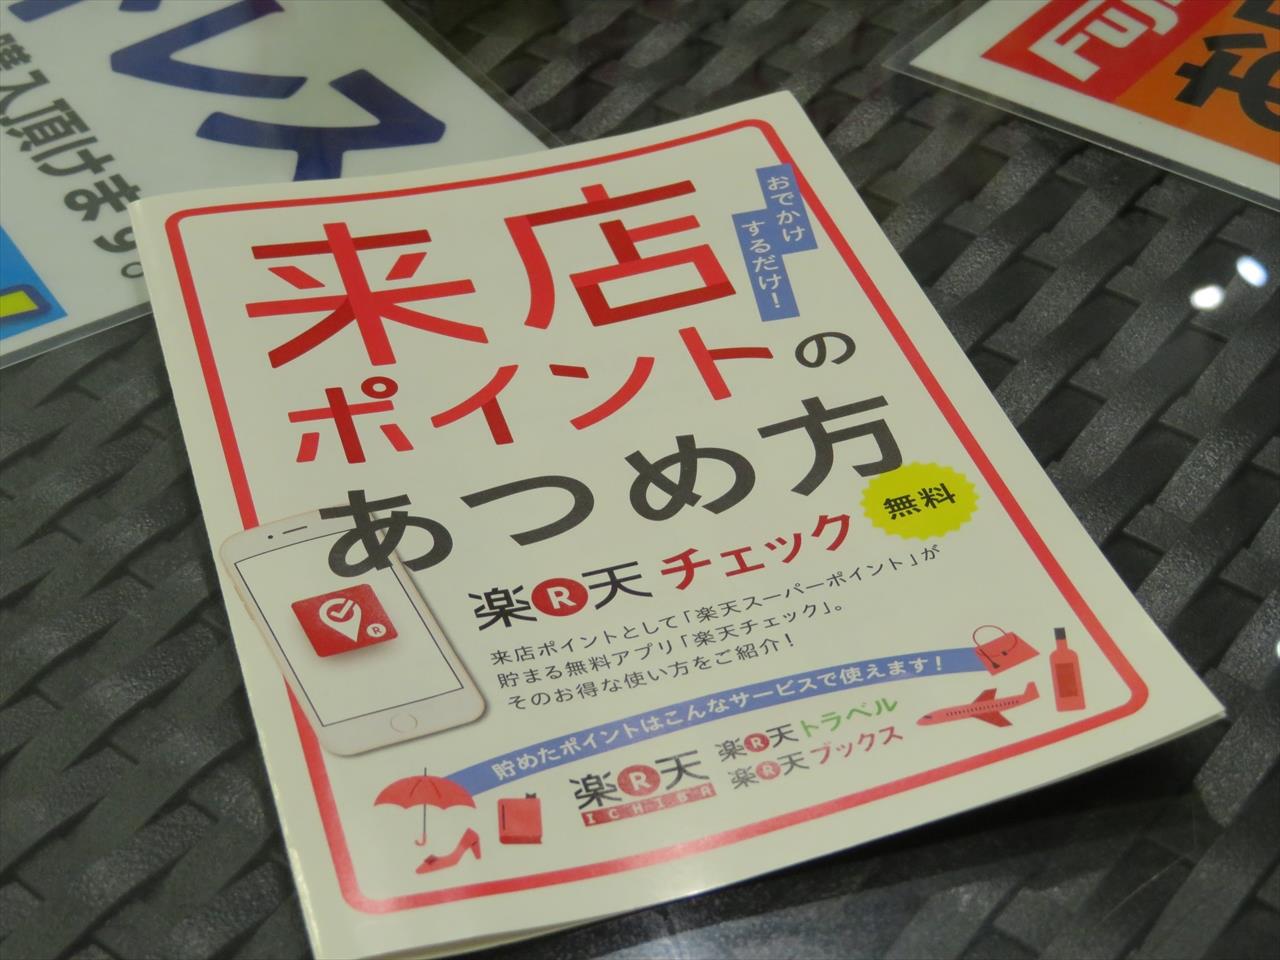 レス
購入頂けます。
おでかけ
するだけ!
来店
ポイントの
あつめ方
無料
楽R天 チェック
来店ポイントとして「楽天スーパーポイント」が
貯まる無料アプリ「楽天チェック」。
そのお得な使い方をご紹介!
貯めたポイントはこんなサービスで使えます!
楽R天
ICHIBA
楽R天トラベル
楽R天ブックス
R